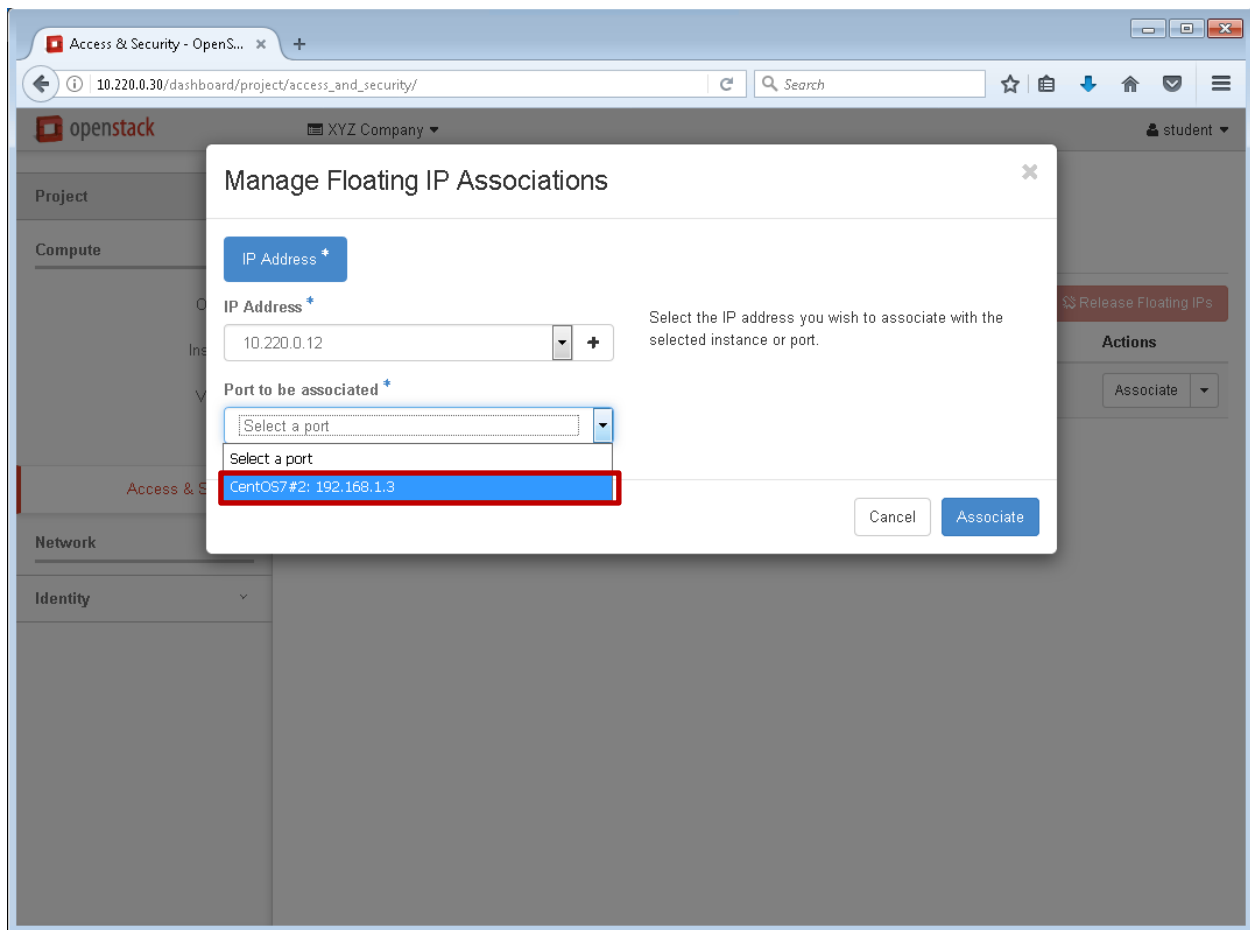 Access & Security - OpenS...
10.220.0.30/dashboard/project/access_and_security/
Search
openstack
XYZ Company
student
Project
Compute
O
Ins
V
Access & S
Network
Identity
Manage Floating IP Associations
IP Address *
IP Address *
10.220.0.12
Port to be associated *
Select a port
Select a port
CentOS7#2: 192.168.1.3
Select the IP address you wish to associate with the
selected instance or port.
Cancel
Associate
Release Floating IPs
Actions
Associate